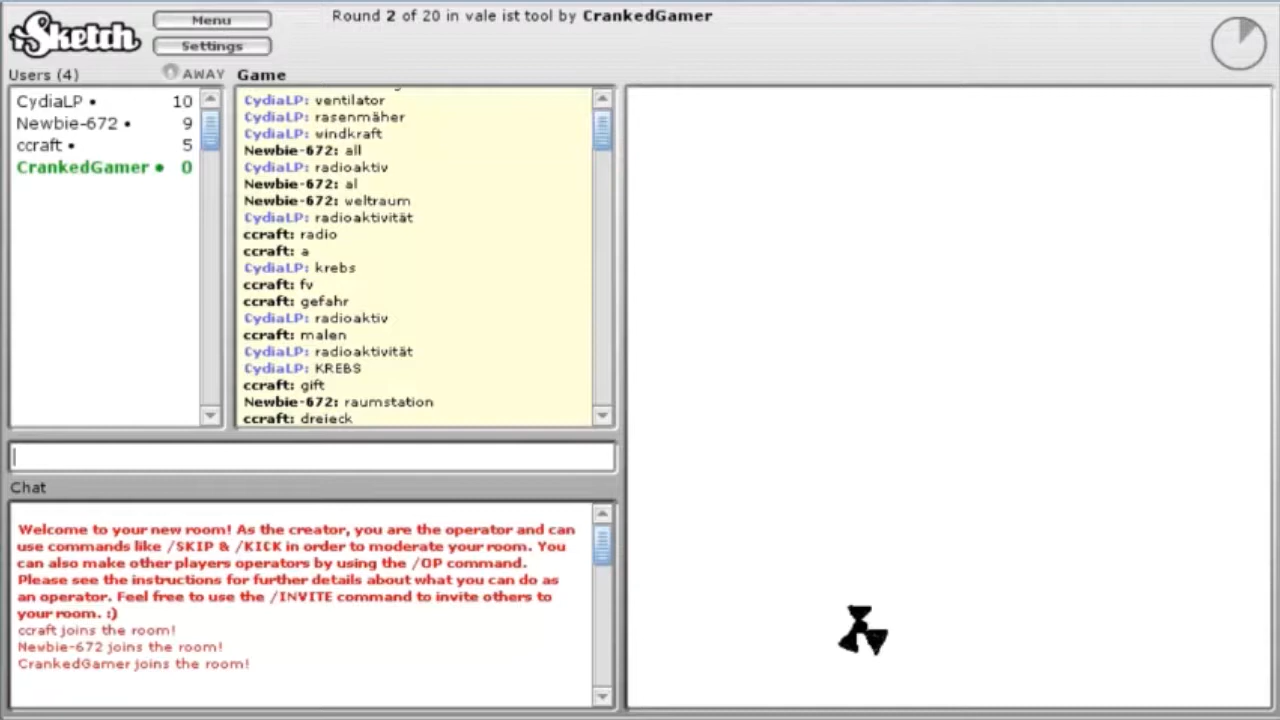 iSketch
Menu
Settings
Round 2 of 20 in vale ist tool by CrankedGamer
Users (4)
AWAY
Game
CydiaLP • 10
Newbie-672 • 9
ccraft • 5
CrankedGamer • 0
CydiaLP: ventilator
CydiaLP: rasenmäher
CydiaLP: windkraft
Newbie-672: all
CydiaLP: radioaktiv
Newbie-672: al
Newbie-672: weltraum
CydiaLP: radioaktivität
ccraft: radio
ccraft: a
CydiaLP: krebs
ccraft: fv
ccraft: gefahr
CydiaLP: radioaktiv
ccraft: malen
CydiaLP: radioaktivität
CydiaLP: KREBS
ccraft: gift
Newbie-672: raumstation
ccraft: dreieck
Chat
Welcome to your new room! As the creator, you are the operator and can
use commands like /SKIP & /KICK in order to moderate your room. You
can also make other players operators by using the /OP command.
Please see the instructions for further details about what you can do as
an operator. Feel free to use the /INVITE command to invite others to
your room. :)
ccraft joins the room!
Newbie-672 joins the room!
CrankedGamer joins the room!